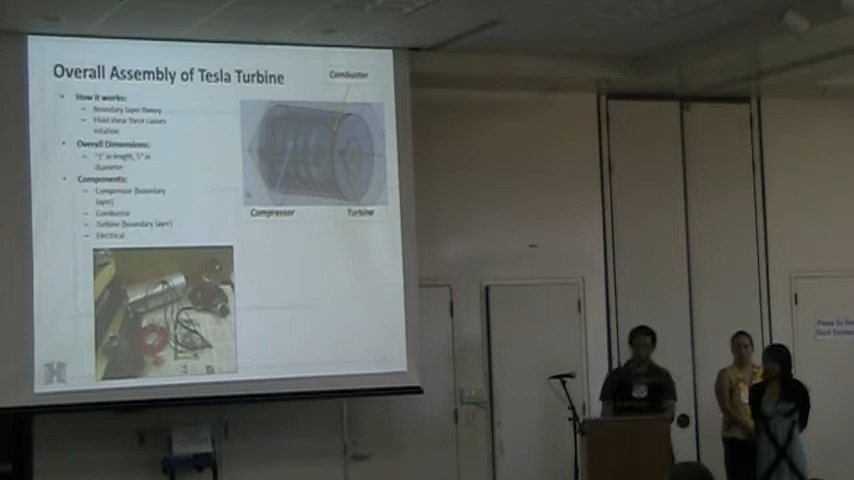 Overall Assembly of Tesla Turbine
Combustor
• How it works:
– Boundary layer theory
– Fluid shear force causes
rotation
• Overall Dimensions:
in length, in
diameter
• Components:
– Compressor (boundary
layer)
– Combustor
– Turbine (boundary layer)
– Electrical
Compressor
Turbine